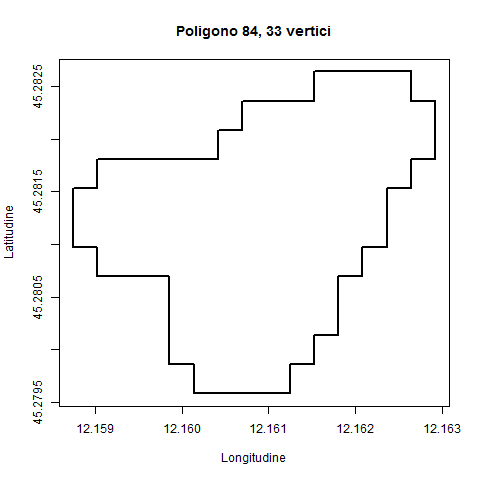 Poligono 84, 33 vertici
45.2825
45.2815
45.2805
45.2795
Latitudine
12.159 12.160 12.161 12.162 12.163
Longitudine